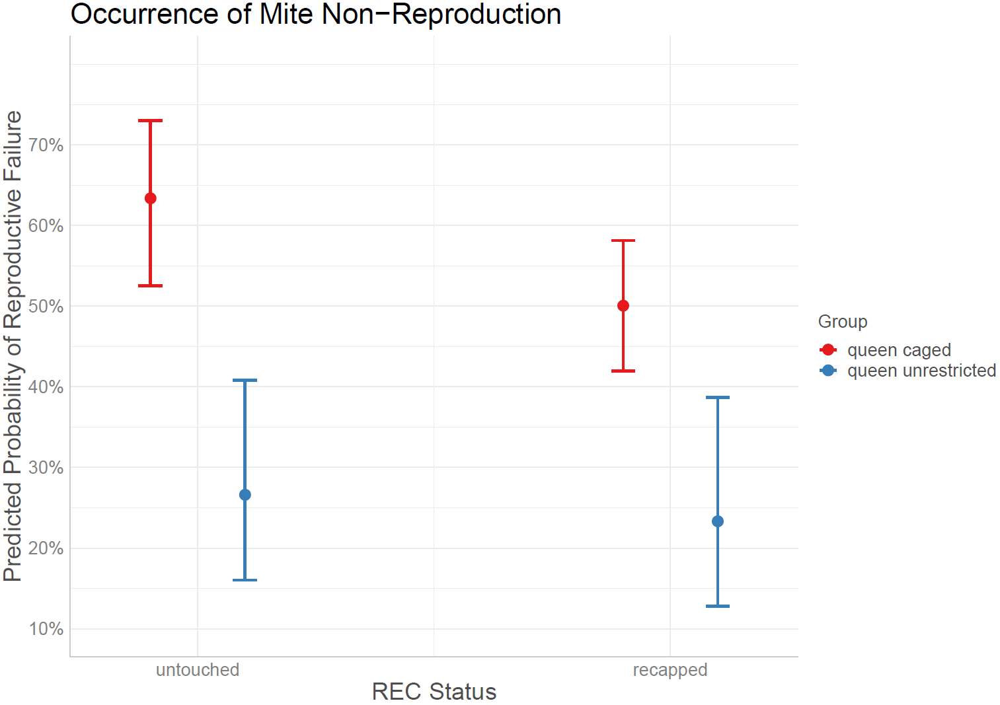 Occurrence of Mite Non−Reproduction
Predicted Probability of Reproductive Failure
70%
60%
50%
40%
30%
20%
10%
untouched
recapped
REC Status
Group
queen caged
queen unrestricted